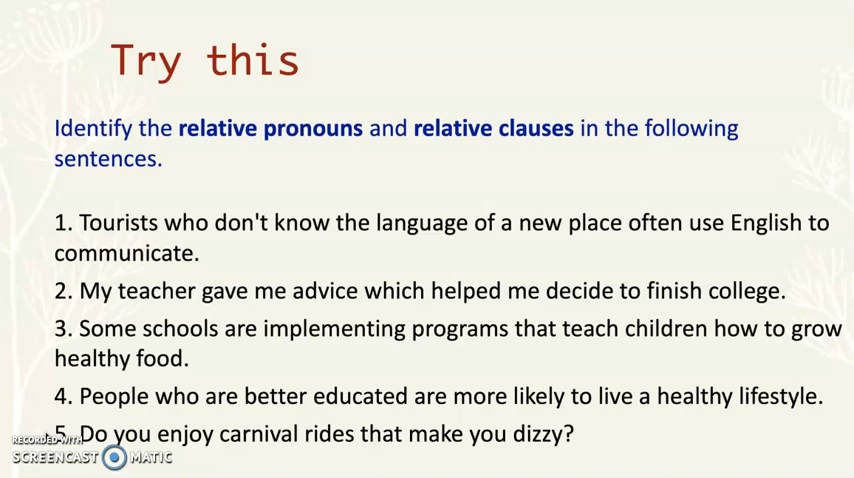 Try this
Identify the relative pronouns and relative clauses in the following
sentences.
1. Tourists who don't know the language of a new place often use English to
communicate.
2. My teacher gave me advice which helped me decide to finish college.
3. Some schools are implementing programs that teach children how to grow
healthy food.
4. People who are better educated are more likely to live a healthy lifestyle.
5. Do you enjoy carnival rides that make you dizzy?
RECORDED WITH
SCREENCAST MATIC